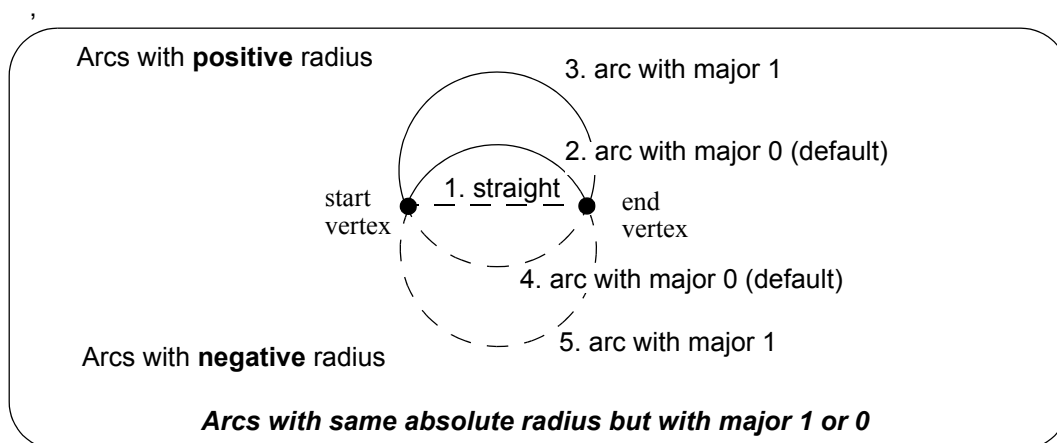 ,
Arcs with positive radius
3. arc with major 1
2. arc with major 0 (default)
1. straight
start
vertex
end
vertex
4. arc with major 0 (default)
5. arc with major 1
Arcs with negative radius
Arcs with same absolute radius but with major 1 or 0